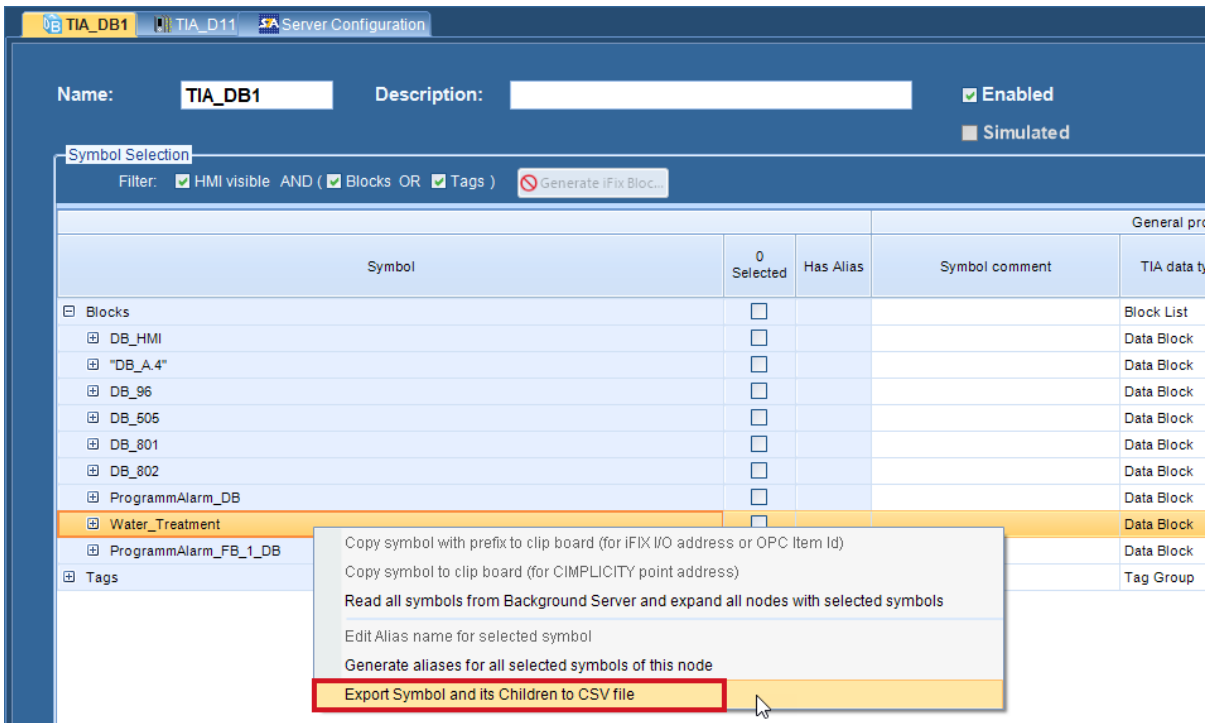 TIA_DB1 TIA_D11 Server Configuration
Name: TIA_DB1 Description: Enabled
Simulated
Symbol Selection
Filter: HMI visible AND ( Blocks OR Tags ) Generate iFix Bloc...
General pro
Symbol 0 Selected Has Alias Symbol comment TIA data ty
Blocks Block List
DB_HMI Data Block
"DB_A.4" Data Block
DB_96 Data Block
DB_505 Data Block
DB_801 Data Block
DB_802 Data Block
ProgrammAlarm_DB Data Block
Water_Treatment Data Block
ProgrammAlarm_FB_1_DB Data Block
Tags Tag Group
Copy symbol with prefix to clip board (for iFIX I/O address or OPC Item Id)
Copy symbol to clip board (for CIMPLICITY point address)
Read all symbols from Background Server and expand all nodes with selected symbols
Edit Alias name for selected symbol
Generate aliases for all selected symbols of this node
Export Symbol and its Children to CSV file